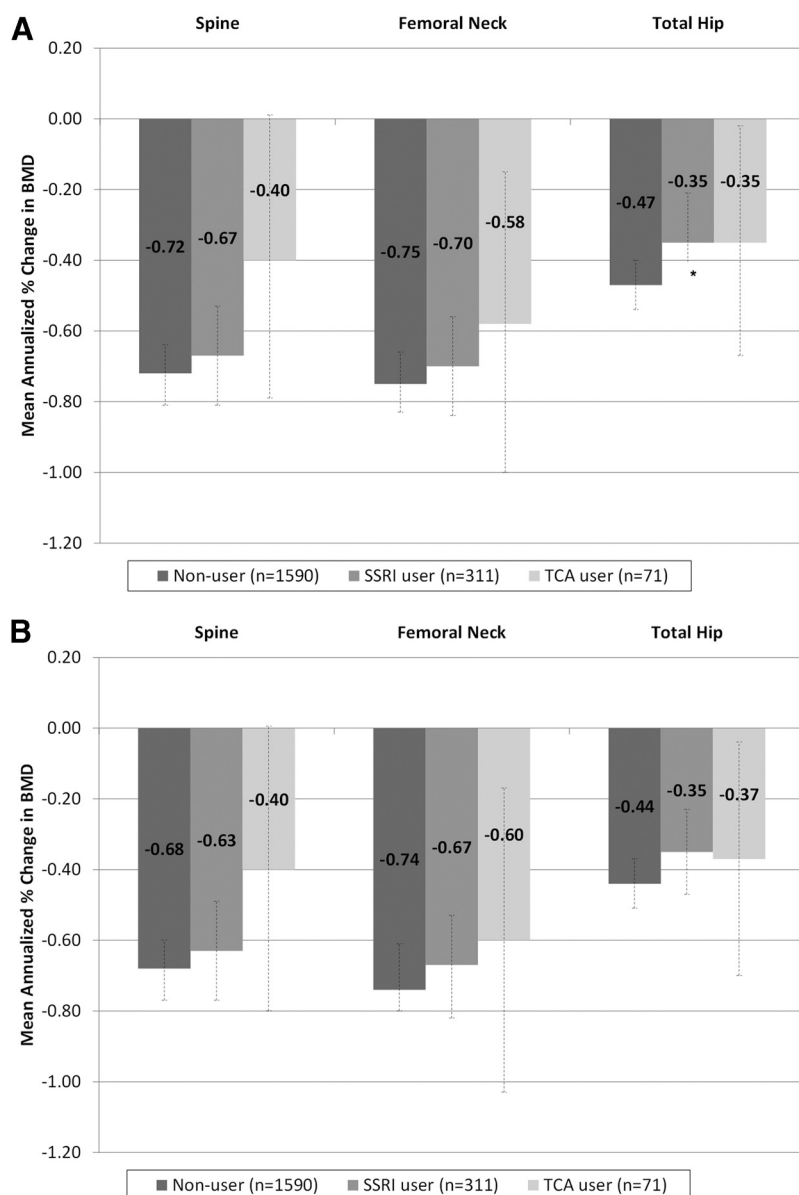 A
Spine Femoral Neck Total Hip
0.20
0.00
-0.20
-0.40
-0.60
-0.80
-1.00
-1.20
Mean Annualized % Change in BMD
-0.72 -0.67 -0.40 -0.75 -0.70 -0.58 -0.47 -0.35 -0.35
*
Non-user (n=1590) SSRI user (n=311) TCA user (n=71)
B
Spine Femoral Neck Total Hip
0.20
0.00
-0.20
-0.40
-0.60
-0.80
-1.00
-1.20
Mean Annualized % Change in BMD
-0.68 -0.63 -0.40 -0.74 -0.67 -0.60 -0.44 -0.35 -0.37
Non-user (n=1590) SSRI user (n=311) TCA user (n=71)